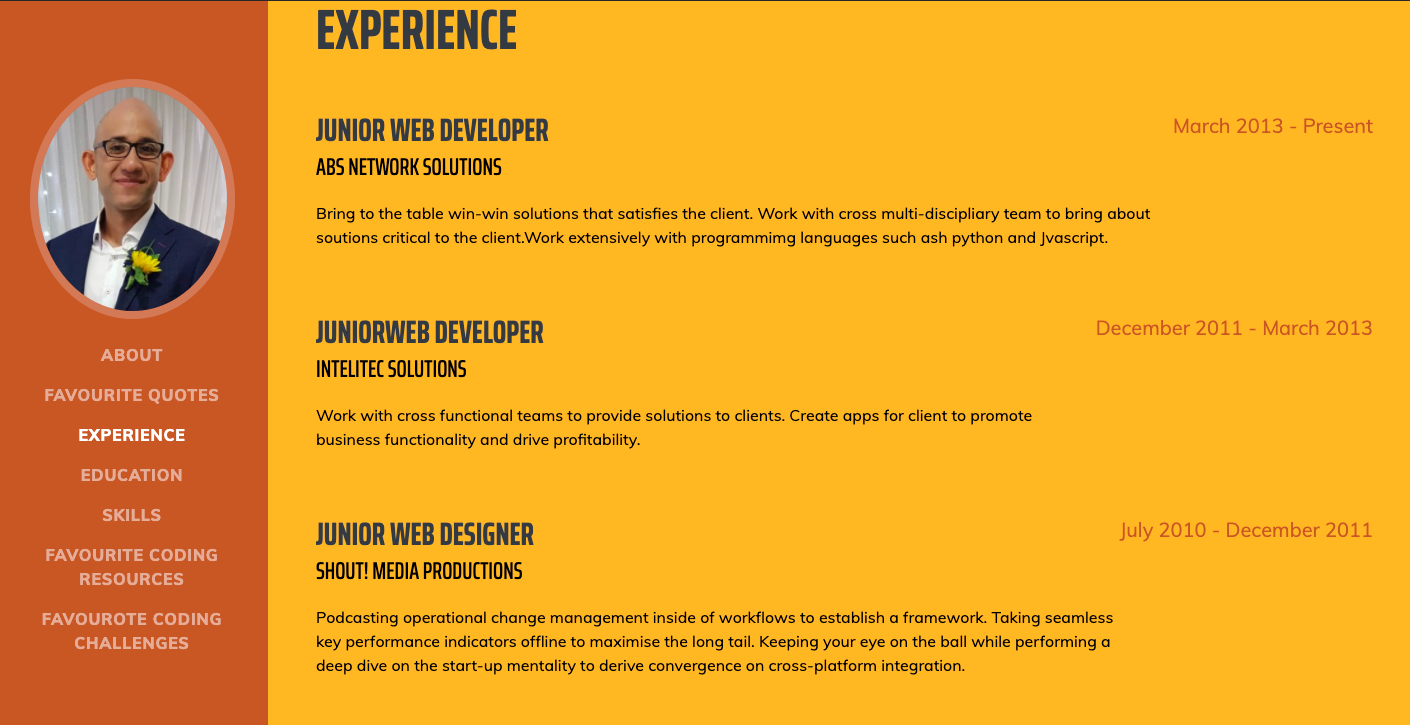 EXPERIENCE
JUNIOR WEB DEVELOPER
March 2013 - Present
ABS NETWORK SOLUTIONS
Bring to the table win-win solutions that satisfies the client. Work with cross multi-discipliary team to bring about
soutions critical to the client.Work extensively with programmimg languages such ash python and Jvascript.
JUNIORWEB DEVELOPER
December 2011 - March 2013
INTELITEC SOLUTIONS
Work with cross functional teams to provide solutions to clients. Create apps for client to promote
business functionality and drive profitability.
JUNIOR WEB DESIGNER
July 2010 - December 2011
SHOUT! MEDIA PRODUCTIONS
Podcasting operational change management inside of workflows to establish a framework. Taking seamless
key performance indicators offline to maximise the long tail. Keeping your eye on the ball while performing a
deep dive on the start-up mentality to derive convergence on cross-platform integration.
ABOUT
FAVOURITE QUOTES
EXPERIENCE
EDUCATION
SKILLS
FAVOURITE CODING
RESOURCES
FAVOUROTE CODING
CHALLENGES